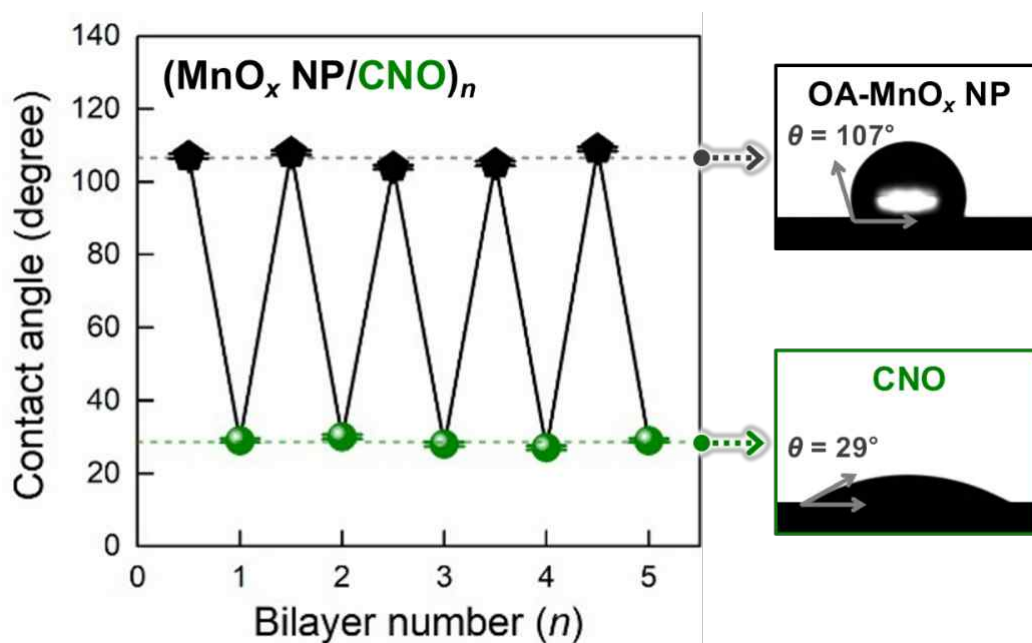 140
120
100
80
60
40
20
0
Contact angle (degree)
(MnOₓ NP/CNO)ₙ
0 1 2 3 4 5
Bilayer number (n)
OA-MnOₓ NP
θ = 107°
CNO
θ = 29°